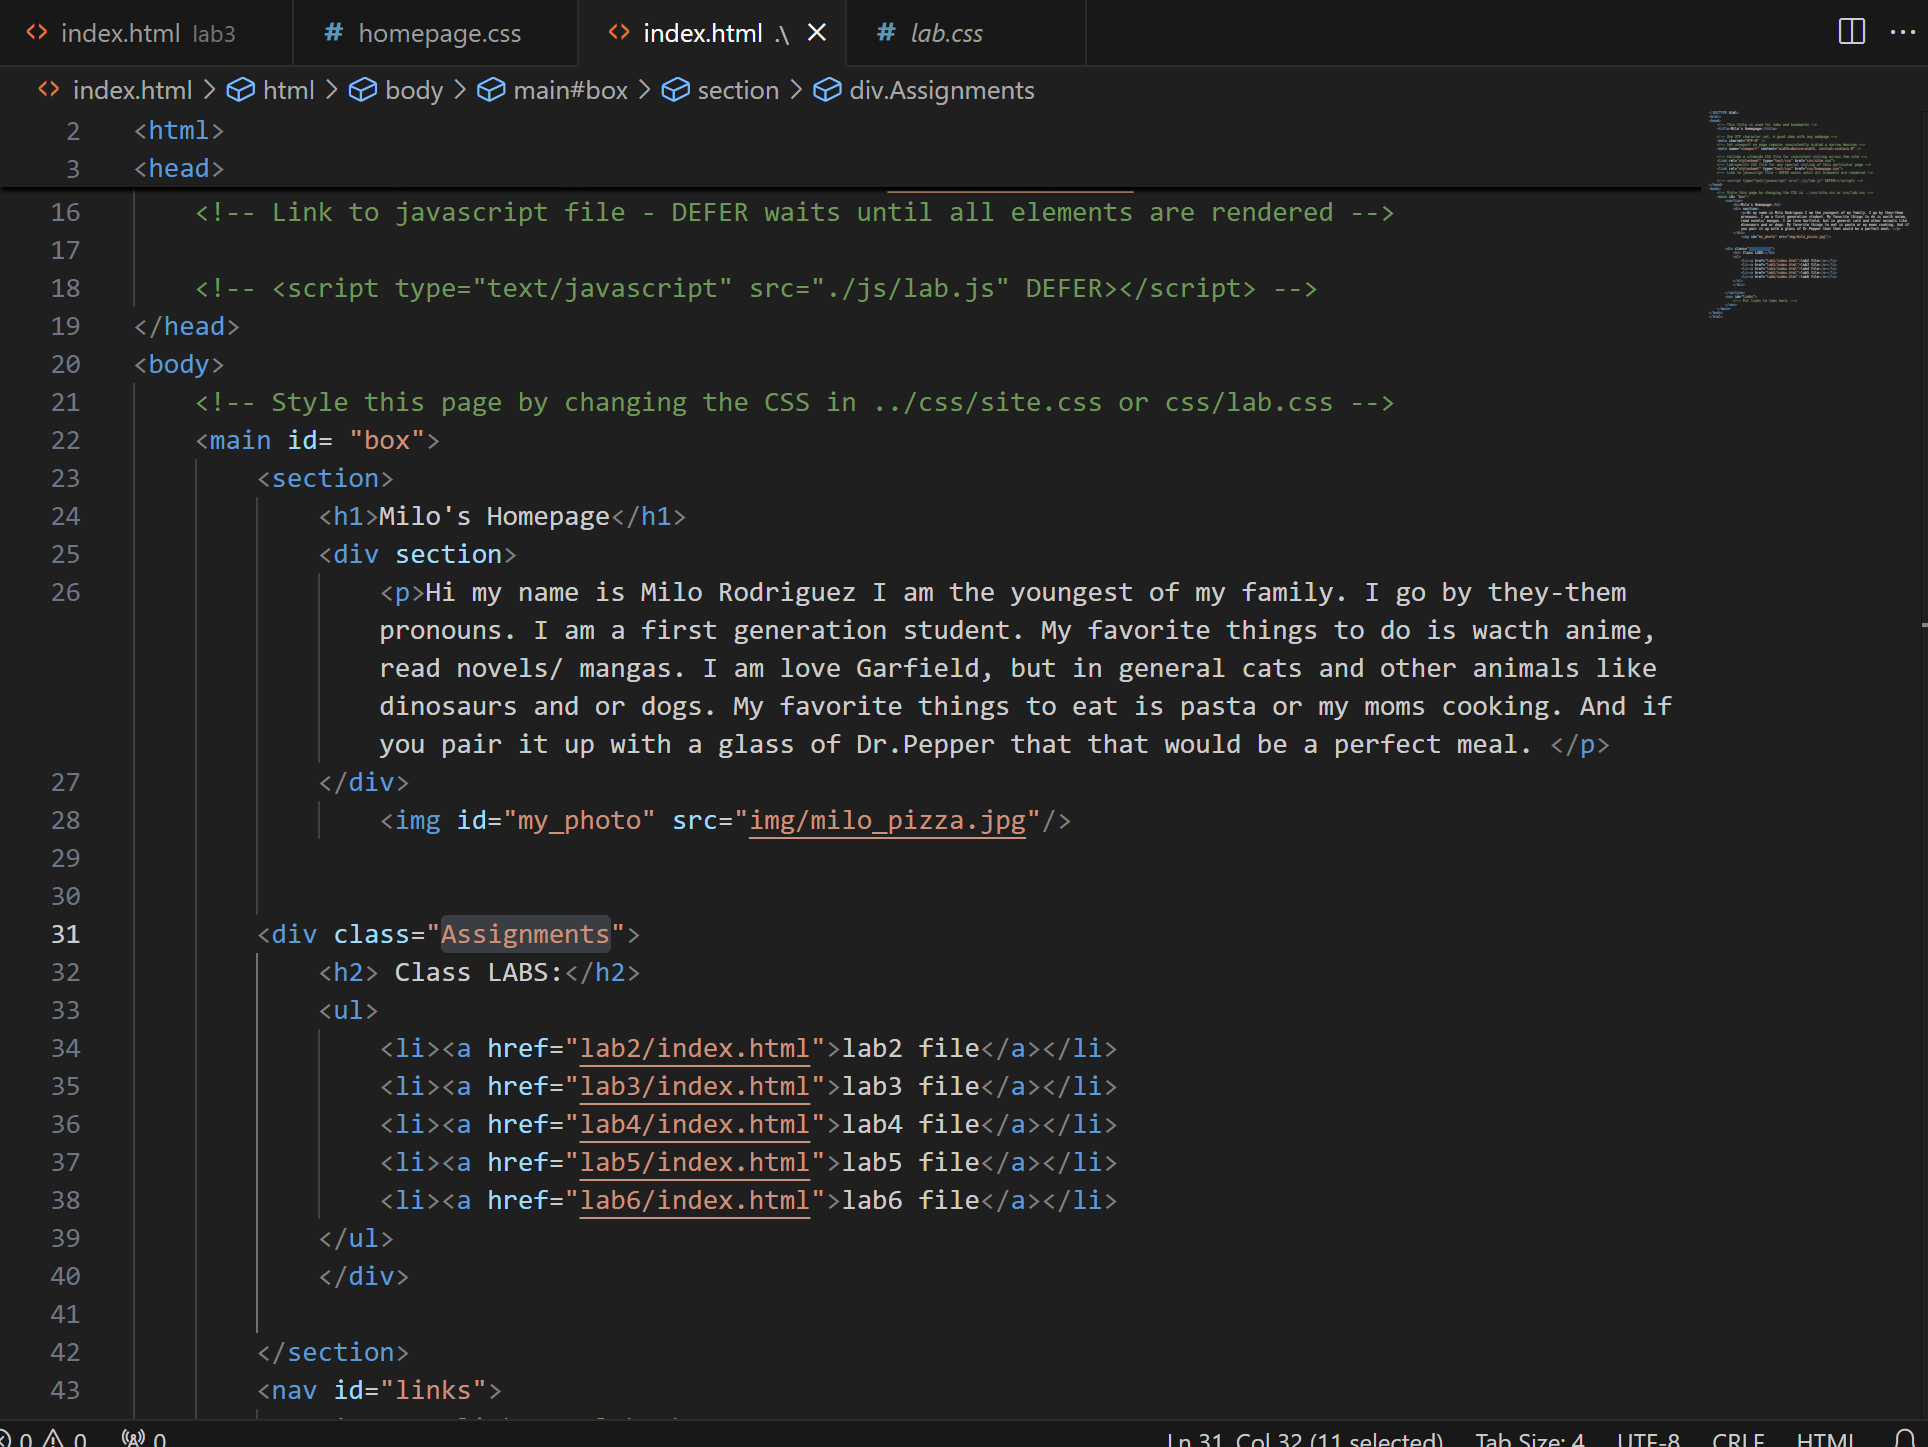 <> index.html lab3 # homepage.css <> index.html .\ × # lab.css ···
<> index.html > html > body > main#box > section > div.Assignments
2 <html>
3 <head>
16 <!-- Link to javascript file - DEFER waits until all elements are rendered -->
17
18 <!-- <script type="text/javascript" src="./js/lab.js" DEFER></script> -->
19 </head>
20 <body>
21 <!-- Style this page by changing the CSS in ../css/site.css or css/lab.css -->
22 <main id= "box">
23 <section>
24 <h1>Milo's Homepage</h1>
25 <div section>
26 <p>Hi my name is Milo Rodriguez I am the youngest of my family. I go by they-them
pronouns. I am a first generation student. My favorite things to do is wacth anime,
read novels/ mangas. I am love Garfield, but in general cats and other animals like
dinosaurs and or dogs. My favorite things to eat is pasta or my moms cooking. And if
you pair it up with a glass of Dr.Pepper that that would be a perfect meal. </p>
27 </div>
28 <img id="my_photo" src="img/milo_pizza.jpg"/>
29
30
31 <div class="Assignments">
32 <h2> Class LABS:</h2>
33 <ul>
34 <li><a href="lab2/index.html">lab2 file</a></li>
35 <li><a href="lab3/index.html">lab3 file</a></li>
36 <li><a href="lab4/index.html">lab4 file</a></li>
37 <li><a href="lab5/index.html">lab5 file</a></li>
38 <li><a href="lab6/index.html">lab6 file</a></li>
39 </ul>
40 </div>
41
42 </section>
43 <nav id="links">
0 0 0 Ln 31, Col 32 (11 selected) Tab Size: 4 UTF-8 CRLF HTML